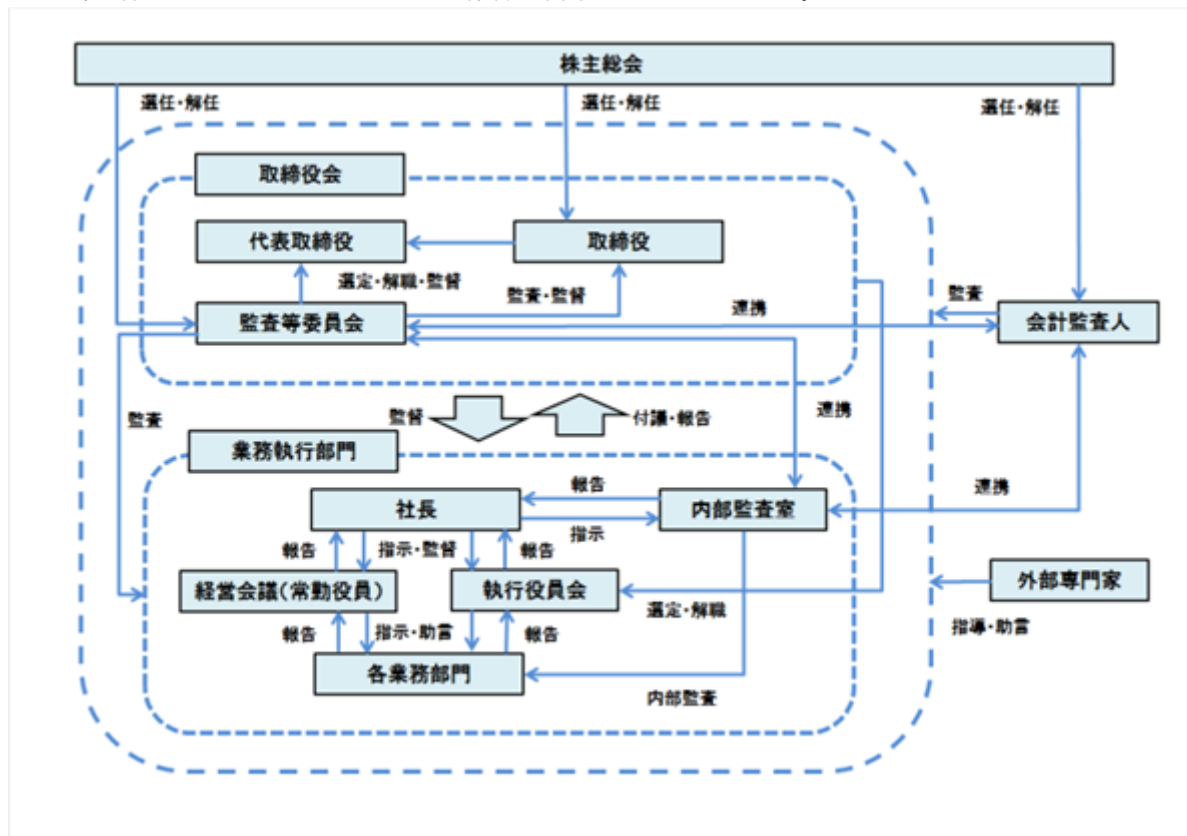 株主総会
選任・解任
選任・解任
選任・解任
取締役会
代表取締役
取締役
選定・解職・監督
監査・監督
監査等委員会
連携
監査
会計監査人
監査
監督
付議・報告
連携
業務執行部門
社長
報告
指示
内部監査室
連携
報告
指示・監督
報告
経営会議(常勤役員)
執行役員会
選定・解職
外部専門家
指導・助言
報告
指示・助言
報告
各業務部門
内部監査